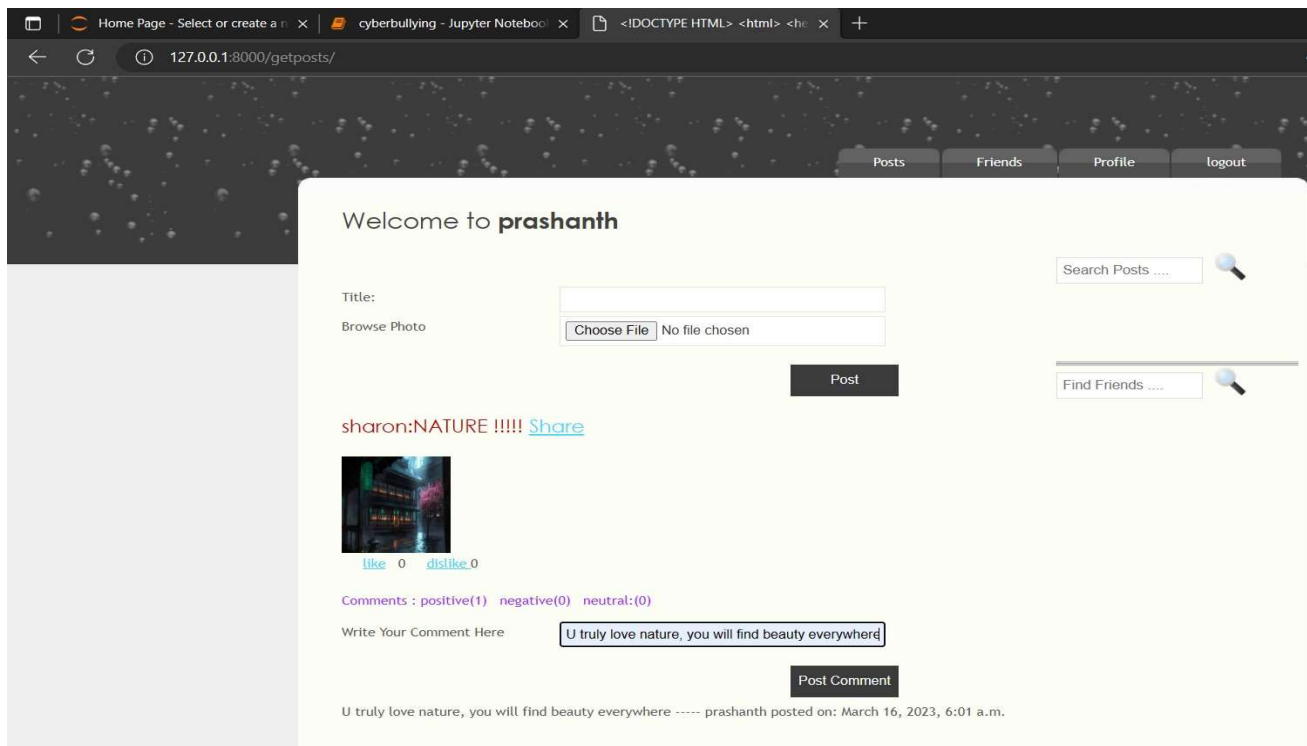 Home Page - Select or create a n
cyberbullying - Jupyter Notebook
<!DOCTYPE HTML> <html> <he
127.0.0.1:8000/getposts/
Posts Friends Profile logout
Welcome to prashanth
Search Posts ....
Title:
Browse Photo Choose File No file chosen
Post
Find Friends ....
sharon:NATURE !!!!! Share
like 0 dislike 0
Comments : positive(1) negative(0) neutral:(0)
Write Your Comment Here U truly love nature, you will find beauty everywhere
Post Comment
U truly love nature, you will find beauty everywhere ----- prashanth posted on: March 16, 2023, 6:01 a.m.